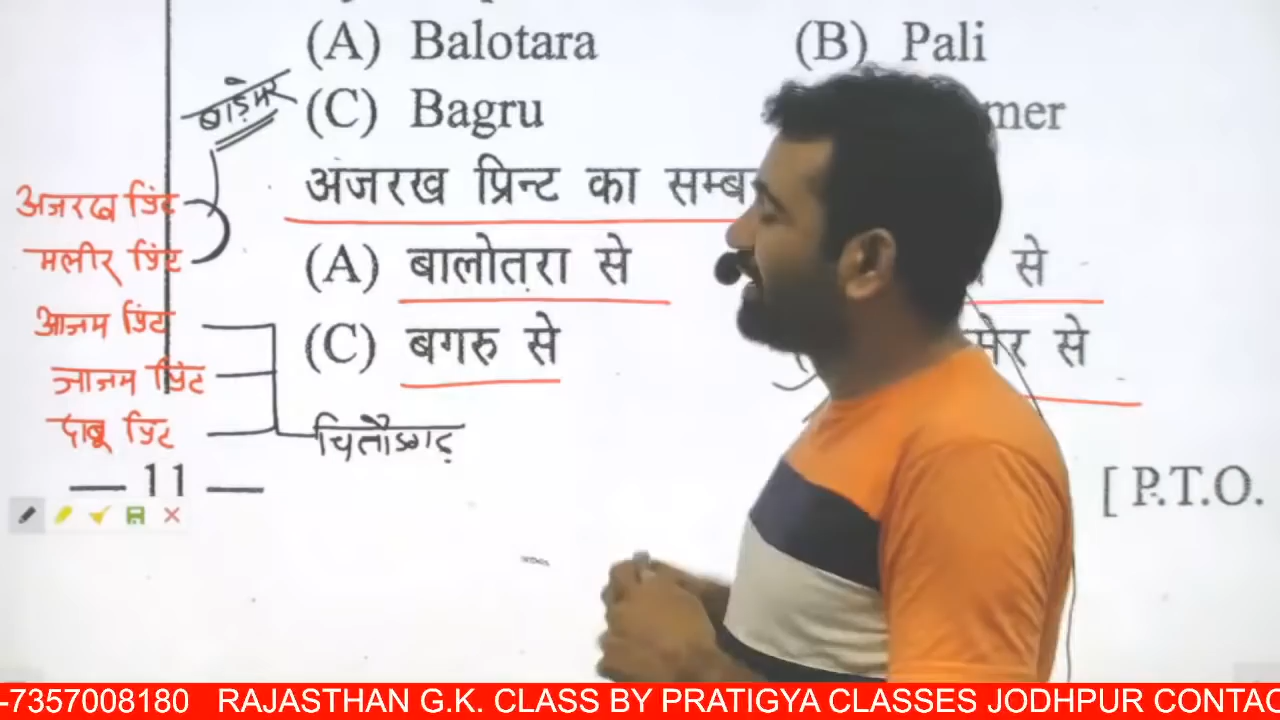 (A) Balotara (B) Pali
बाड़मेर
(C) Bagru mer
अजरख प्रिन्ट का सम्ब
अजरख प्रिंट
मलीर प्रिंट
(A) बालोतरा से से
आजम प्रिंट
(C) बगरु से मेर से
जाजम प्रिंट
दाबू प्रिंट
चितौड़गढ़
— 11 —
[ P.T.O.
-7357008180 RAJASTHAN G.K. CLASS BY PRATIGYA CLASSES JODHPUR CONTAC